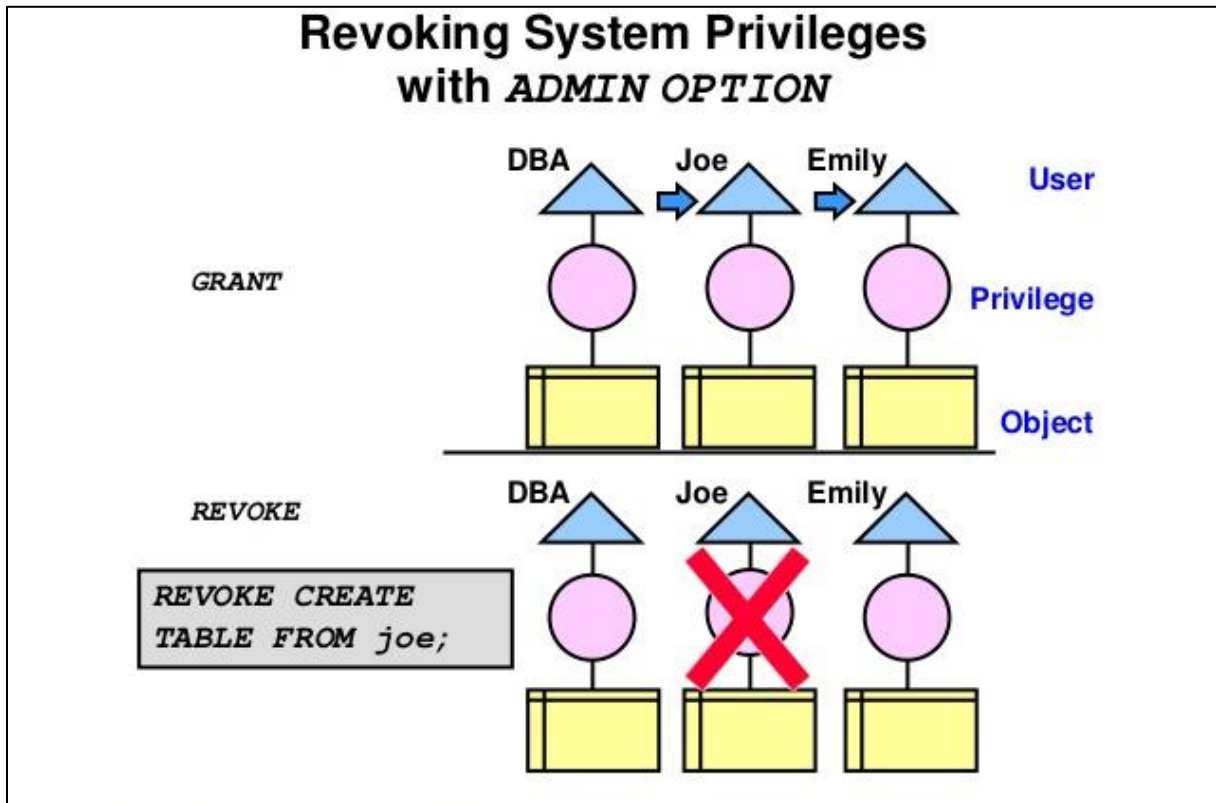 Revoking System Privileges
with ADMIN OPTION
DBA Joe Emily User
GRANT
Privilege
Object
DBA Joe Emily
REVOKE
REVOKE CREATE
TABLE FROM joe;